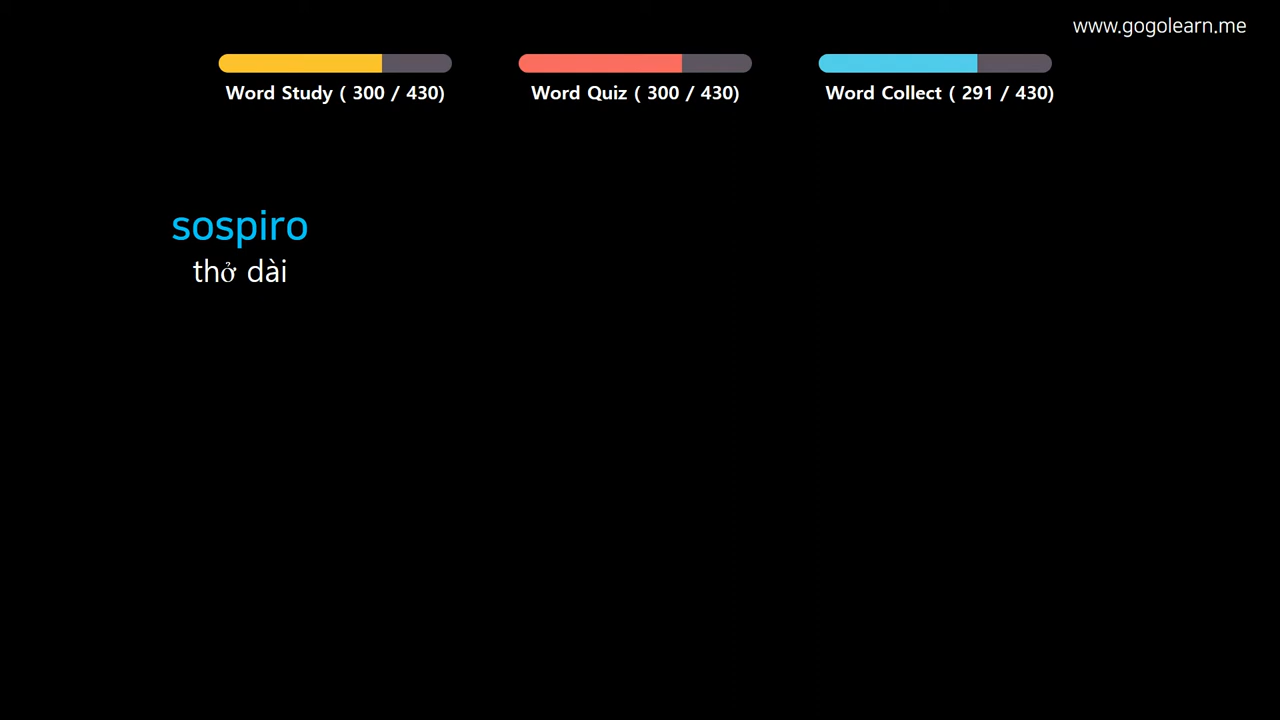 www.gogolearn.me
Word Study ( 300 / 430)
Word Quiz ( 300 / 430)
Word Collect ( 291 / 430)
sospiro
thở dài